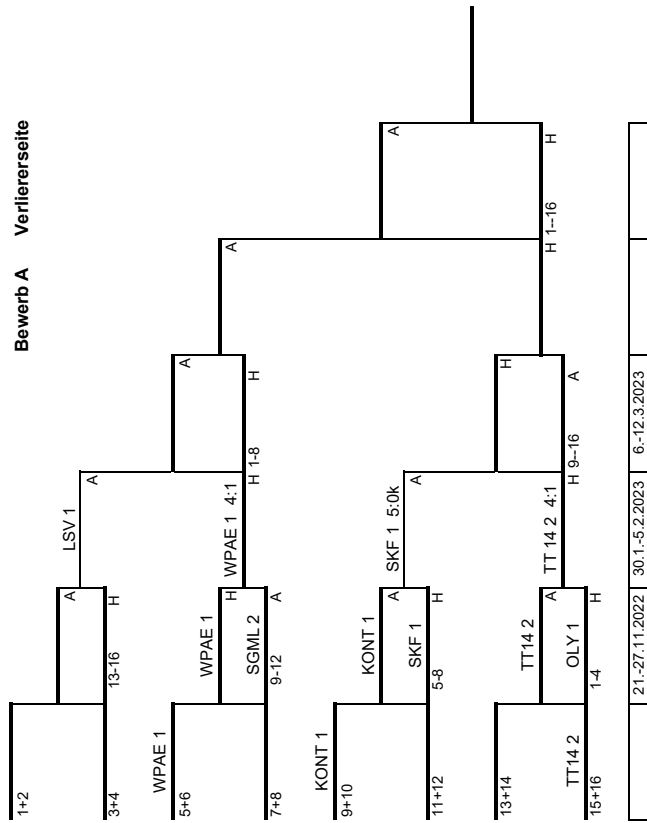 Bewerb A Verliererseite
1+2
3+4
WPAE 1
5+6
7+8
KONT 1
9+10
11+12
13+14
TT14 2
15+16
A
13-16
H
WPAE 1
H
SGML 2
9-12
A
KONT 1
A
SKF 1
5-8
H
TT14 2
A
OLY 1
1-4
H
LSV 1
A
WPAE 1 4:1
H
1-8
SKF 1 5:0k
A
TT 14 2 4:1
H
9--16
A
H
H
A
A
H
1--16
A
H
21.-27.11.2022
30.1.-5.2.2023
6.-12.3.2023